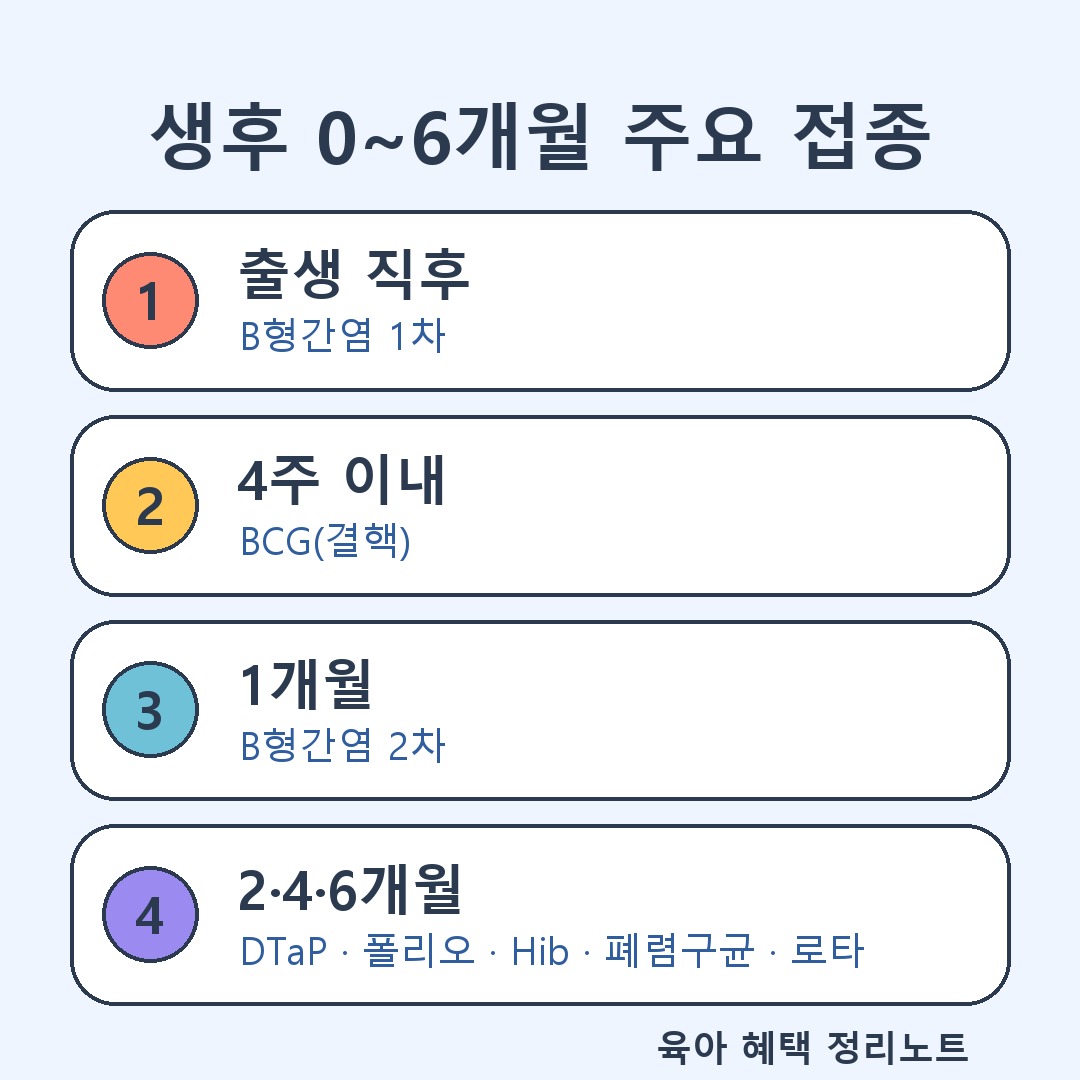 생후 0~6개월 주요 접종
1
출생 직후
B형간염 1차
2
4주 이내
BCG(결핵)
3
1개월
B형간염 2차
4
2·4·6개월
DTaP · 폴리오 · Hib · 폐렴구균 · 로타
육아 혜택 정리노트